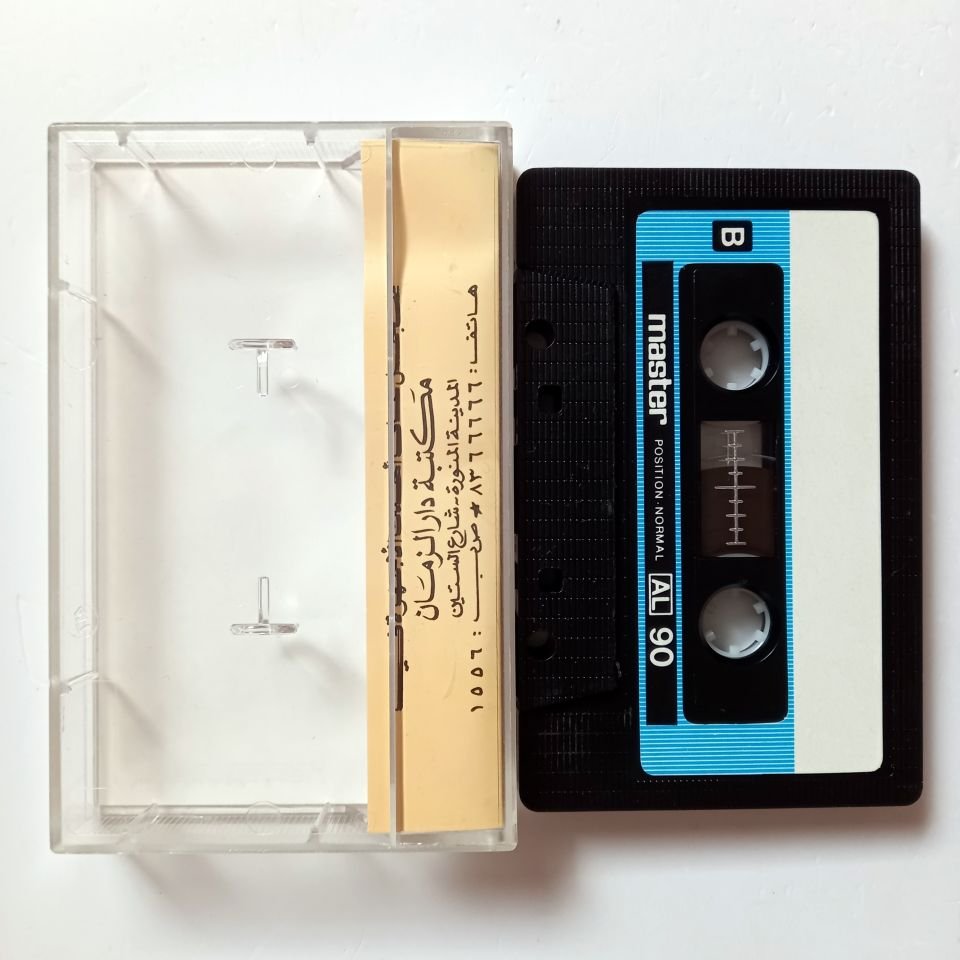 مكتبة دار الزمان
المدينة المنورة - شارع الستين
هاتف: ٨٣٦٦٦٦٦ * ص.ب: ١٥٥٦
B
master
POSITION·NORMAL
AL 90